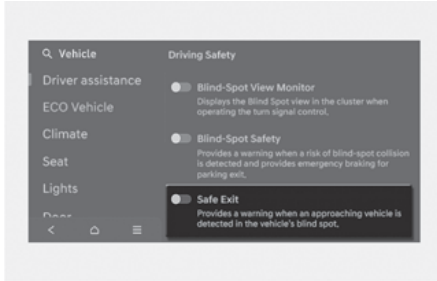 Vehicle
Driver assistance
ECO Vehicle
Climate
Seat
Lights
Door
Driving Safety
Blind-Spot View Monitor
Displays the Blind Spot view in the cluster when
operating the turn signal control.
Blind-Spot Safety
Provides a warning when a risk of blind-spot collision
is detected and provides emergency braking for
parking exit.
Safe Exit
Provides a warning when an approaching vehicle is
detected in the vehicle's blind spot.